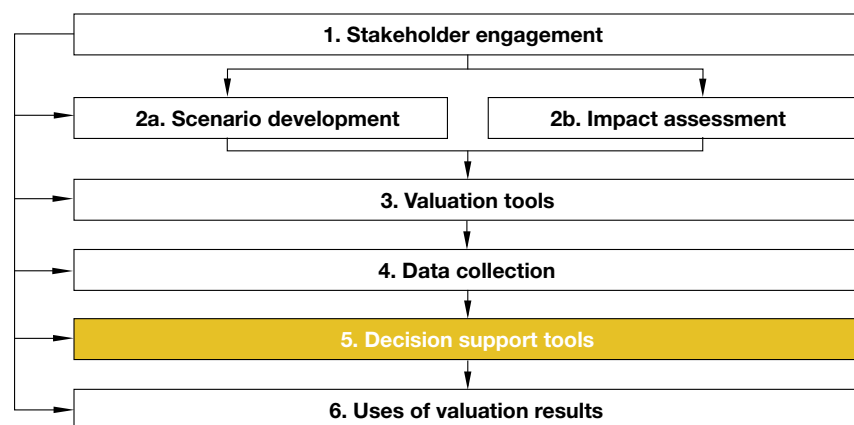 1. Stakeholder engagement
2a. Scenario development
2b. Impact assessment
3. Valuation tools
4. Data collection
5. Decision support tools
6. Uses of valuation results